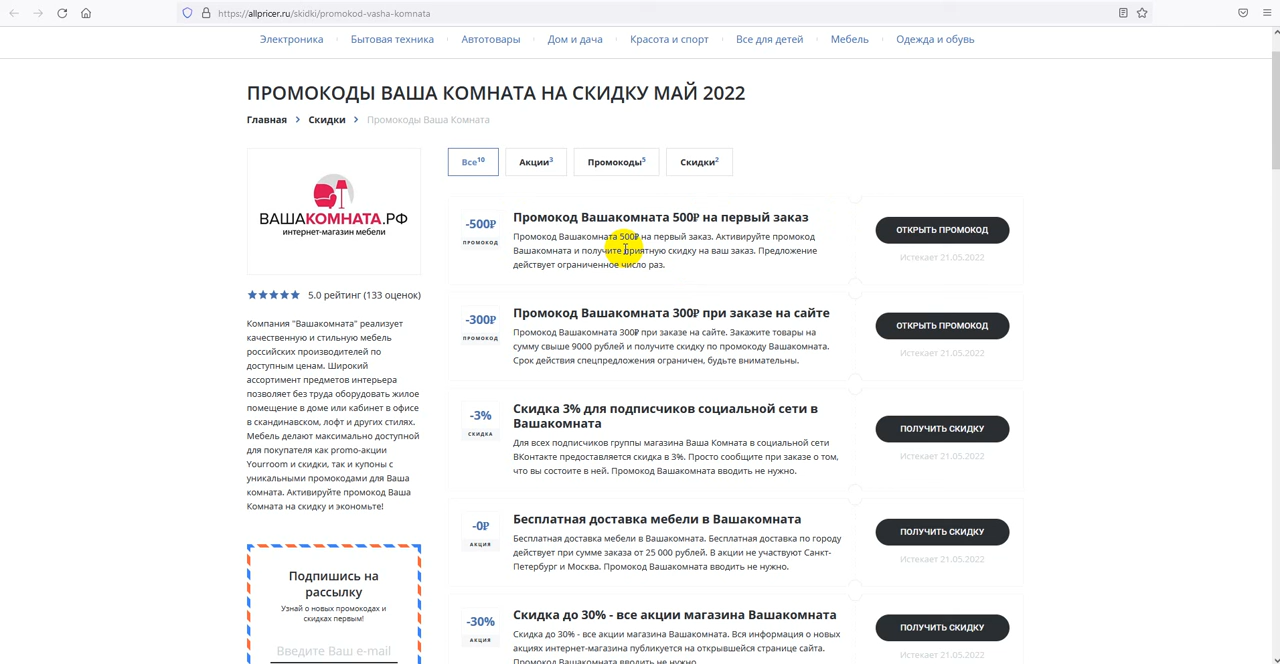 https://allpricer.ru/skidki/promokod-vasha-komnata
Электроника
Бытовая техника
Автотовары
Дом и дача
Красота и спорт
Все для детей
Мебель
Одежда и обувь
ПРОМОКОДЫ ВАША КОМНАТА НА СКИДКУ МАЙ 2022
Главная > Скидки > Промокоды Ваша Комната
Все10
Акции3
Промокоды5
Скидки2
ВАШАКОМНАТА.РФ
интернет-магазин мебели
5.0 рейтинг (133 оценок)
Компания "Вашакомната" реализует
качественную и стильную мебель
российских производителей по
доступным ценам. Широкий
ассортимент предметов интерьера
позволяет без труда оборудовать жилое
помещение в доме или кабинет в офисе
в скандинавском, лофт и других стилях.
Мебель делают максимально доступной
для покупателя как promo-акции
Yourroom и скидки, так и купоны с
уникальными промокодами для Ваша
комната. Активируйте промокод Ваша
Комната на скидку и экономьте!
Подпишись на
рассылку
Узнай о новых промокодах и
скидках первым!
Введите Ваш e-mail
-500₽
ПРОМОКОД
Промокод Вашакомната 500₽ на первый заказ
Промокод Вашакомната 500₽ на первый заказ. Активируйте промокод
Вашакомната и получите приятную скидку на ваш заказ. Предложение
действует ограниченное число раз.
ОТКРЫТЬ ПРОМОКОД
Истекает 21.05.2022
-300₽
ПРОМОКОД
Промокод Вашакомната 300₽ при заказе на сайте
Промокод Вашакомната 300₽ при заказе на сайте. Закажите товары на
сумму свыше 9000 рублей и получите скидку по промокоду Вашакомната.
Срок действия спецпредложения ограничен, будьте внимательны.
ОТКРЫТЬ ПРОМОКОД
Истекает 21.05.2022
-3%
СКИДКА
Скидка 3% для подписчиков социальной сети в
Вашакомната
Для всех подписчиков группы магазина Ваша Комната в социальной сети
ВКонтакте предоставляется скидка в 3%. Просто сообщите при заказе о том,
что вы состоите в ней. Промокод Вашакомната вводить не нужно.
ПОЛУЧИТЬ СКИДКУ
Истекает 21.05.2022
-0₽
АКЦИЯ
Бесплатная доставка мебели в Вашакомната
Бесплатная доставка мебели в Вашакомната. Бесплатная доставка по городу
действует при сумме заказа от 25 000 рублей. В акции не участвуют Санкт-
Петербург и Москва. Промокод Вашакомната вводить не нужно.
ПОЛУЧИТЬ СКИДКУ
Истекает 21.05.2022
-30%
АКЦИЯ
Скидка до 30% - все акции магазина Вашакомната
Скидка до 30% - все акции магазина Вашакомната. Вся информация о новых
акциях интернет-магазина публикуется на открывшейся странице сайта.
Промокод Вашакомната вводить не нужно.
ПОЛУЧИТЬ СКИДКУ
Истекает 21.05.2022